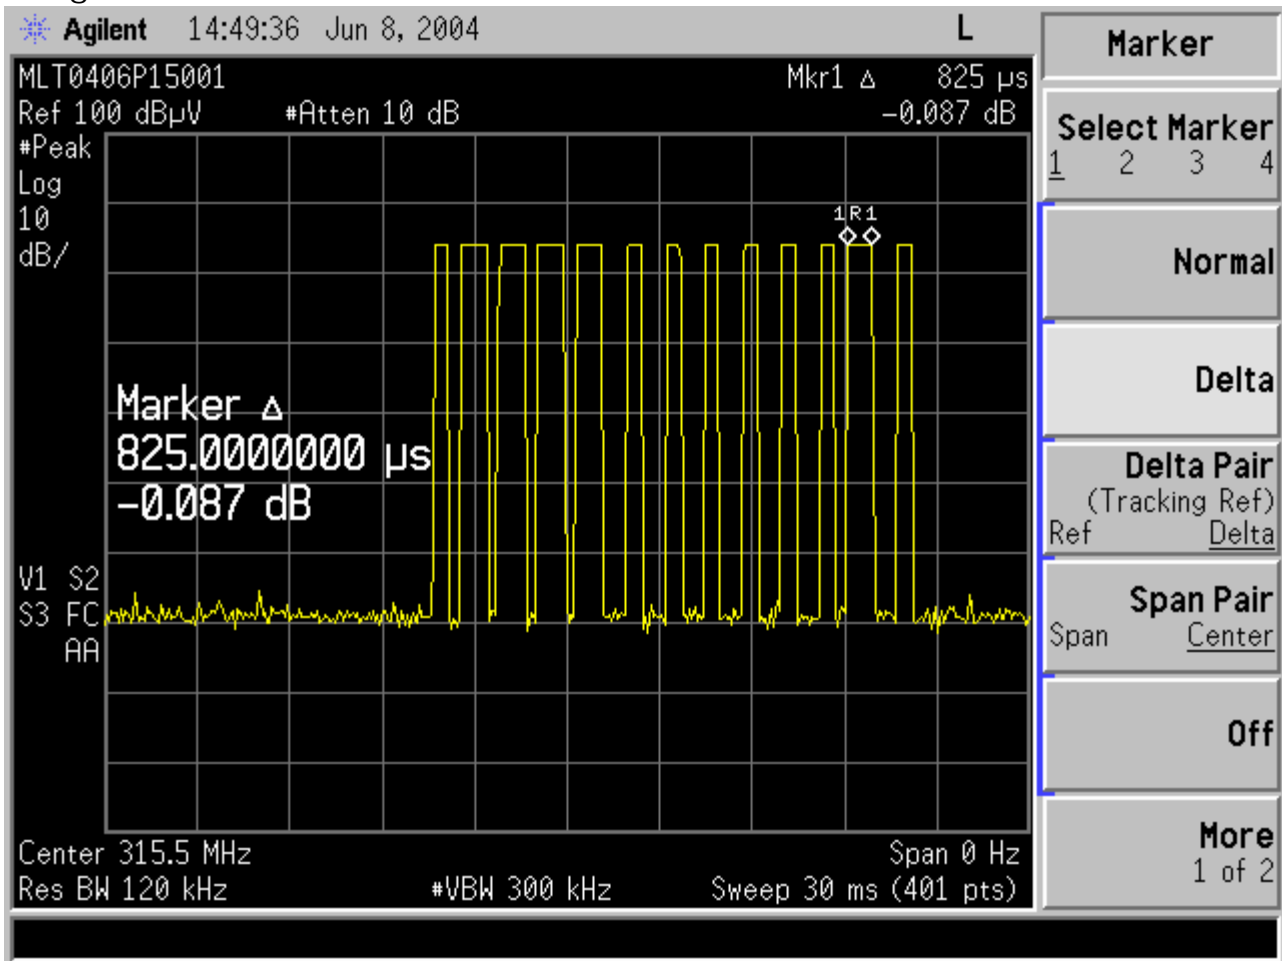 Agilent 14:49:36 Jun 8, 2004 L
MLT0406P15001 Mkr1 Δ 825 µs
Ref 100 dBµV #Atten 10 dB -0.087 dB
#Peak
Log
10
dB/
1R 1
Marker Δ
825.0000000 µs
-0.087 dB
V1 S2
S3 FC
AA
Center 315.5 MHz Span 0 Hz
Res BW 120 kHz #VBW 300 kHz Sweep 30 ms (401 pts)
Marker
Select Marker
1 2 3 4
Normal
Delta
Delta Pair
(Tracking Ref)
Ref Delta
Span Pair
Span Center
Off
More
1 of 2